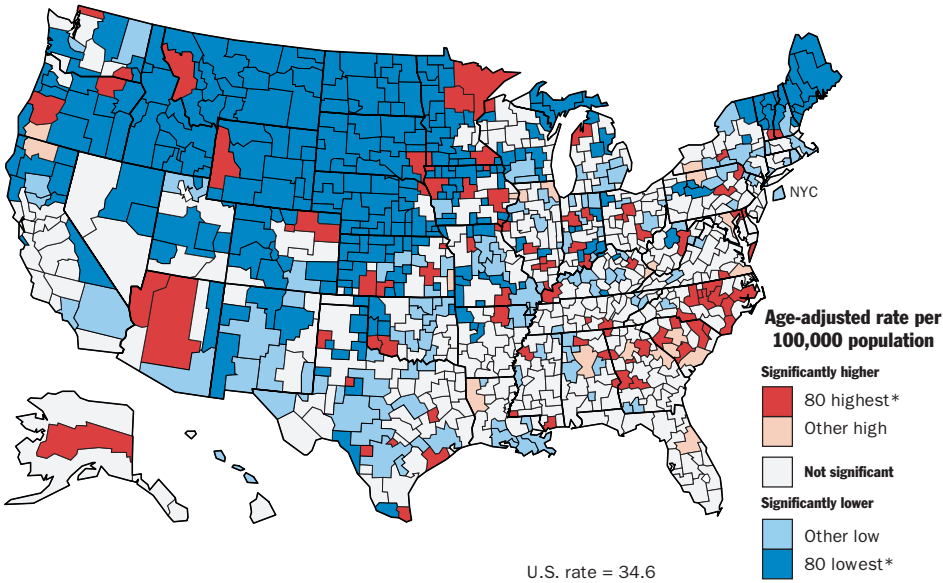 NYC
Age-adjusted rate per
100,000 population
Significantly higher
80 highest*
Other high
Not significant
Significantly lower
Other low
80 lowest*
U.S. rate = 34.6